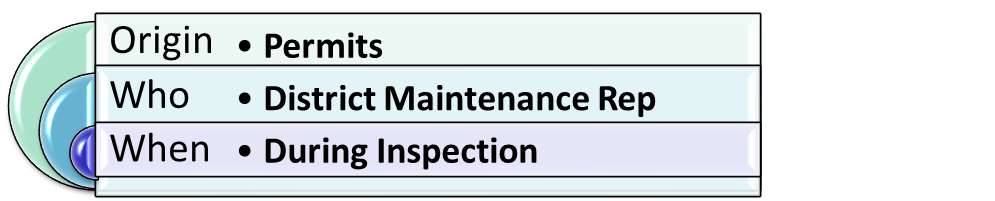 Origin • Permits
Who • District Maintenance Rep
When • During Inspection